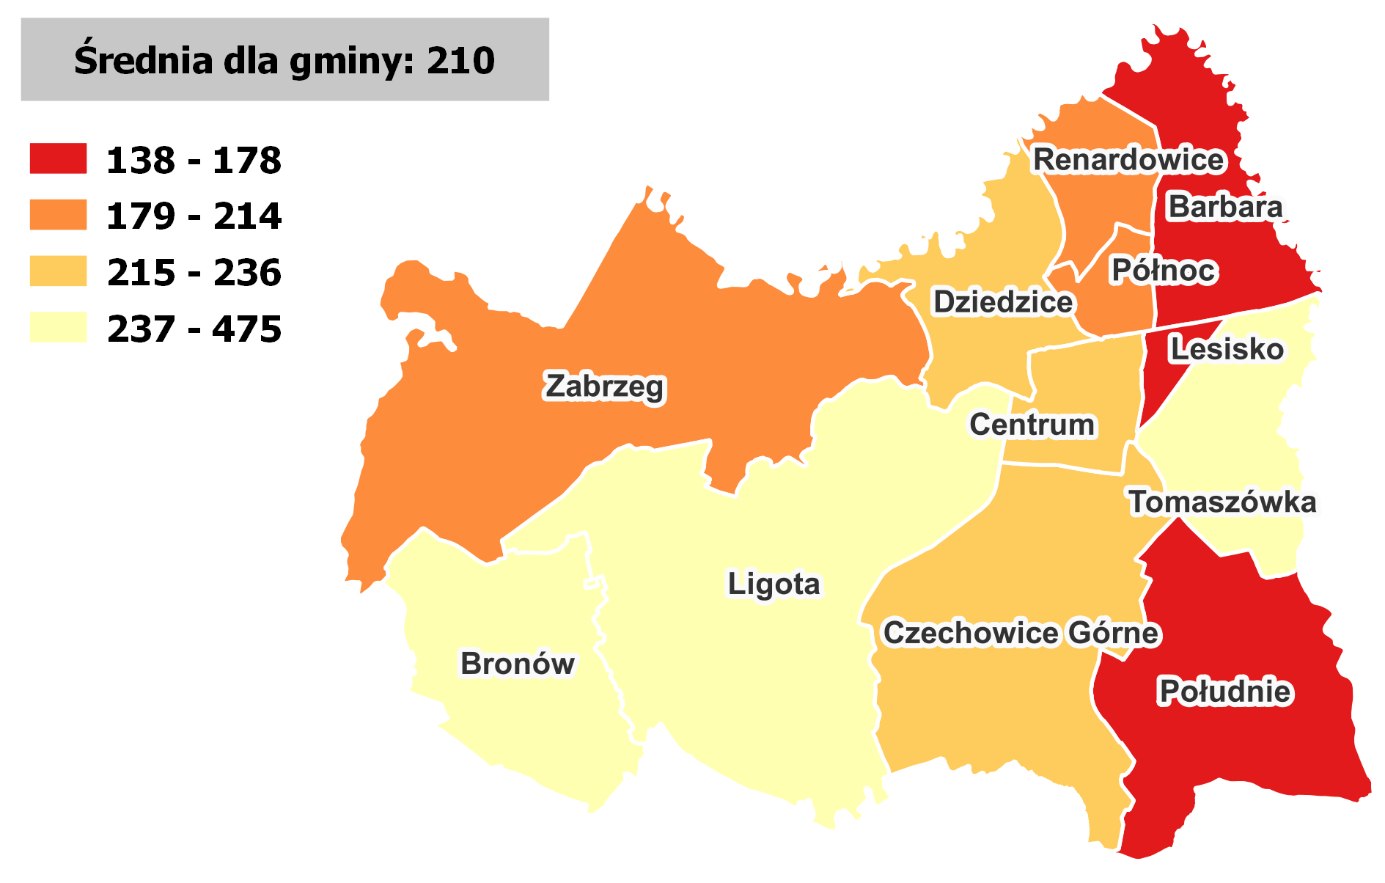 Średnia dla gminy: 210
138 - 178
179 - 214
215 - 236
237 - 475
Renardowice
Barbara
Północ
Dziedzice
Lesisko
Zabrzeg
Centrum
Tomaszówka
Ligota
Czechowice Górne
Bronów
Południe